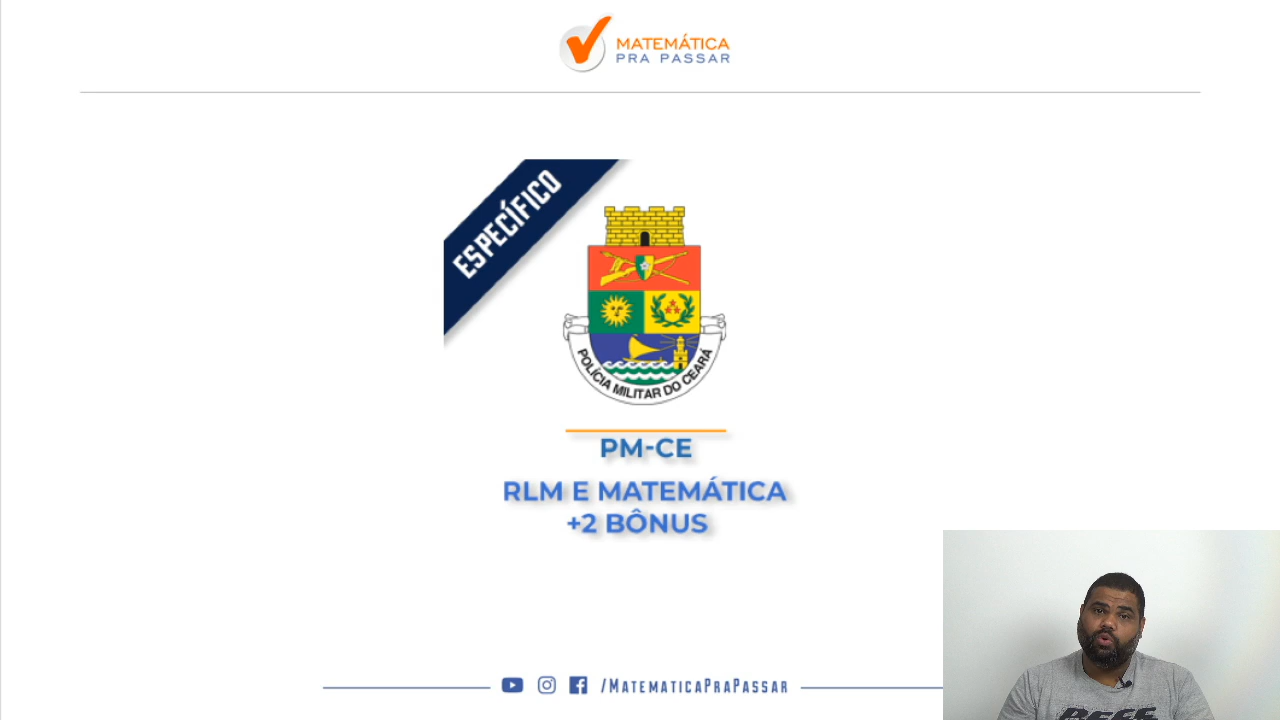 MATEMÁTICA
PRA PASSAR
ESPECÍFICO
POLÍCIA MILITAR DO CEARÁ
PM-CE
RLM E MATEMÁTICA
+2 BÔNUS
/MATEMATICAPRAPASSAR